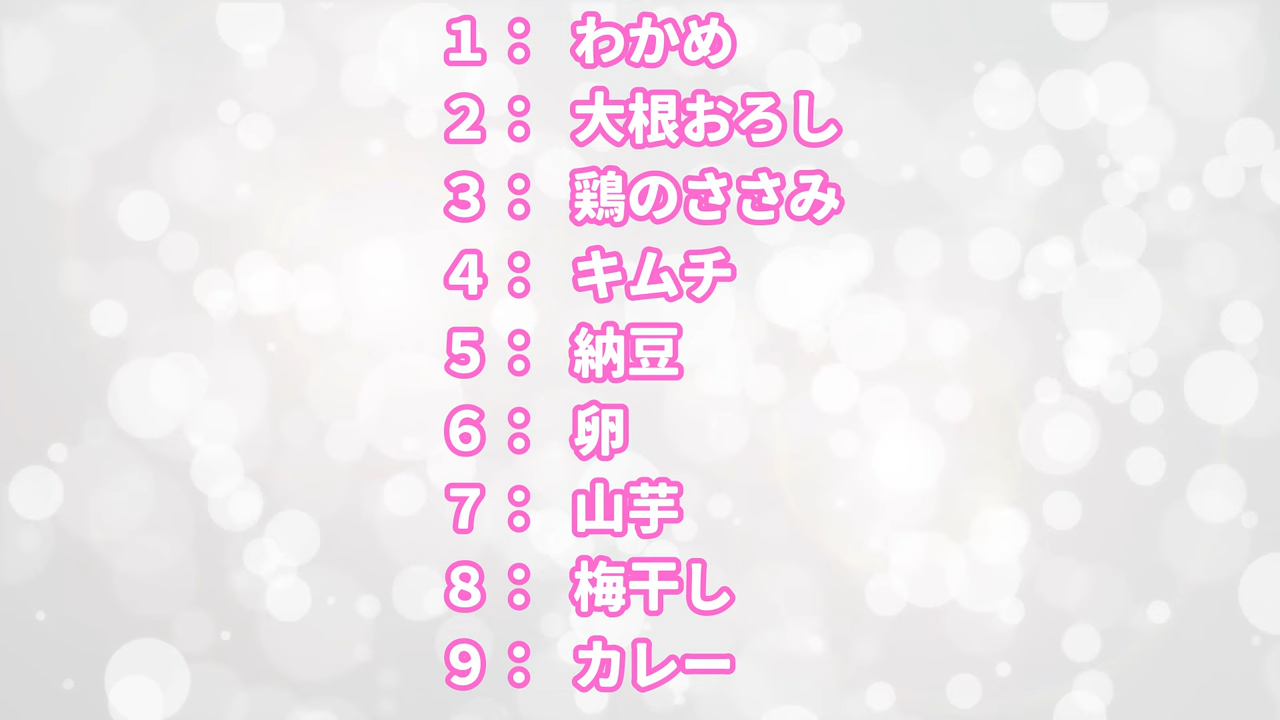 １： わかめ
２： 大根おろし
３： 鶏のささみ
４： キムチ
５： 納豆
６： 卵
７： 山芋
８： 梅干し
９： カレー